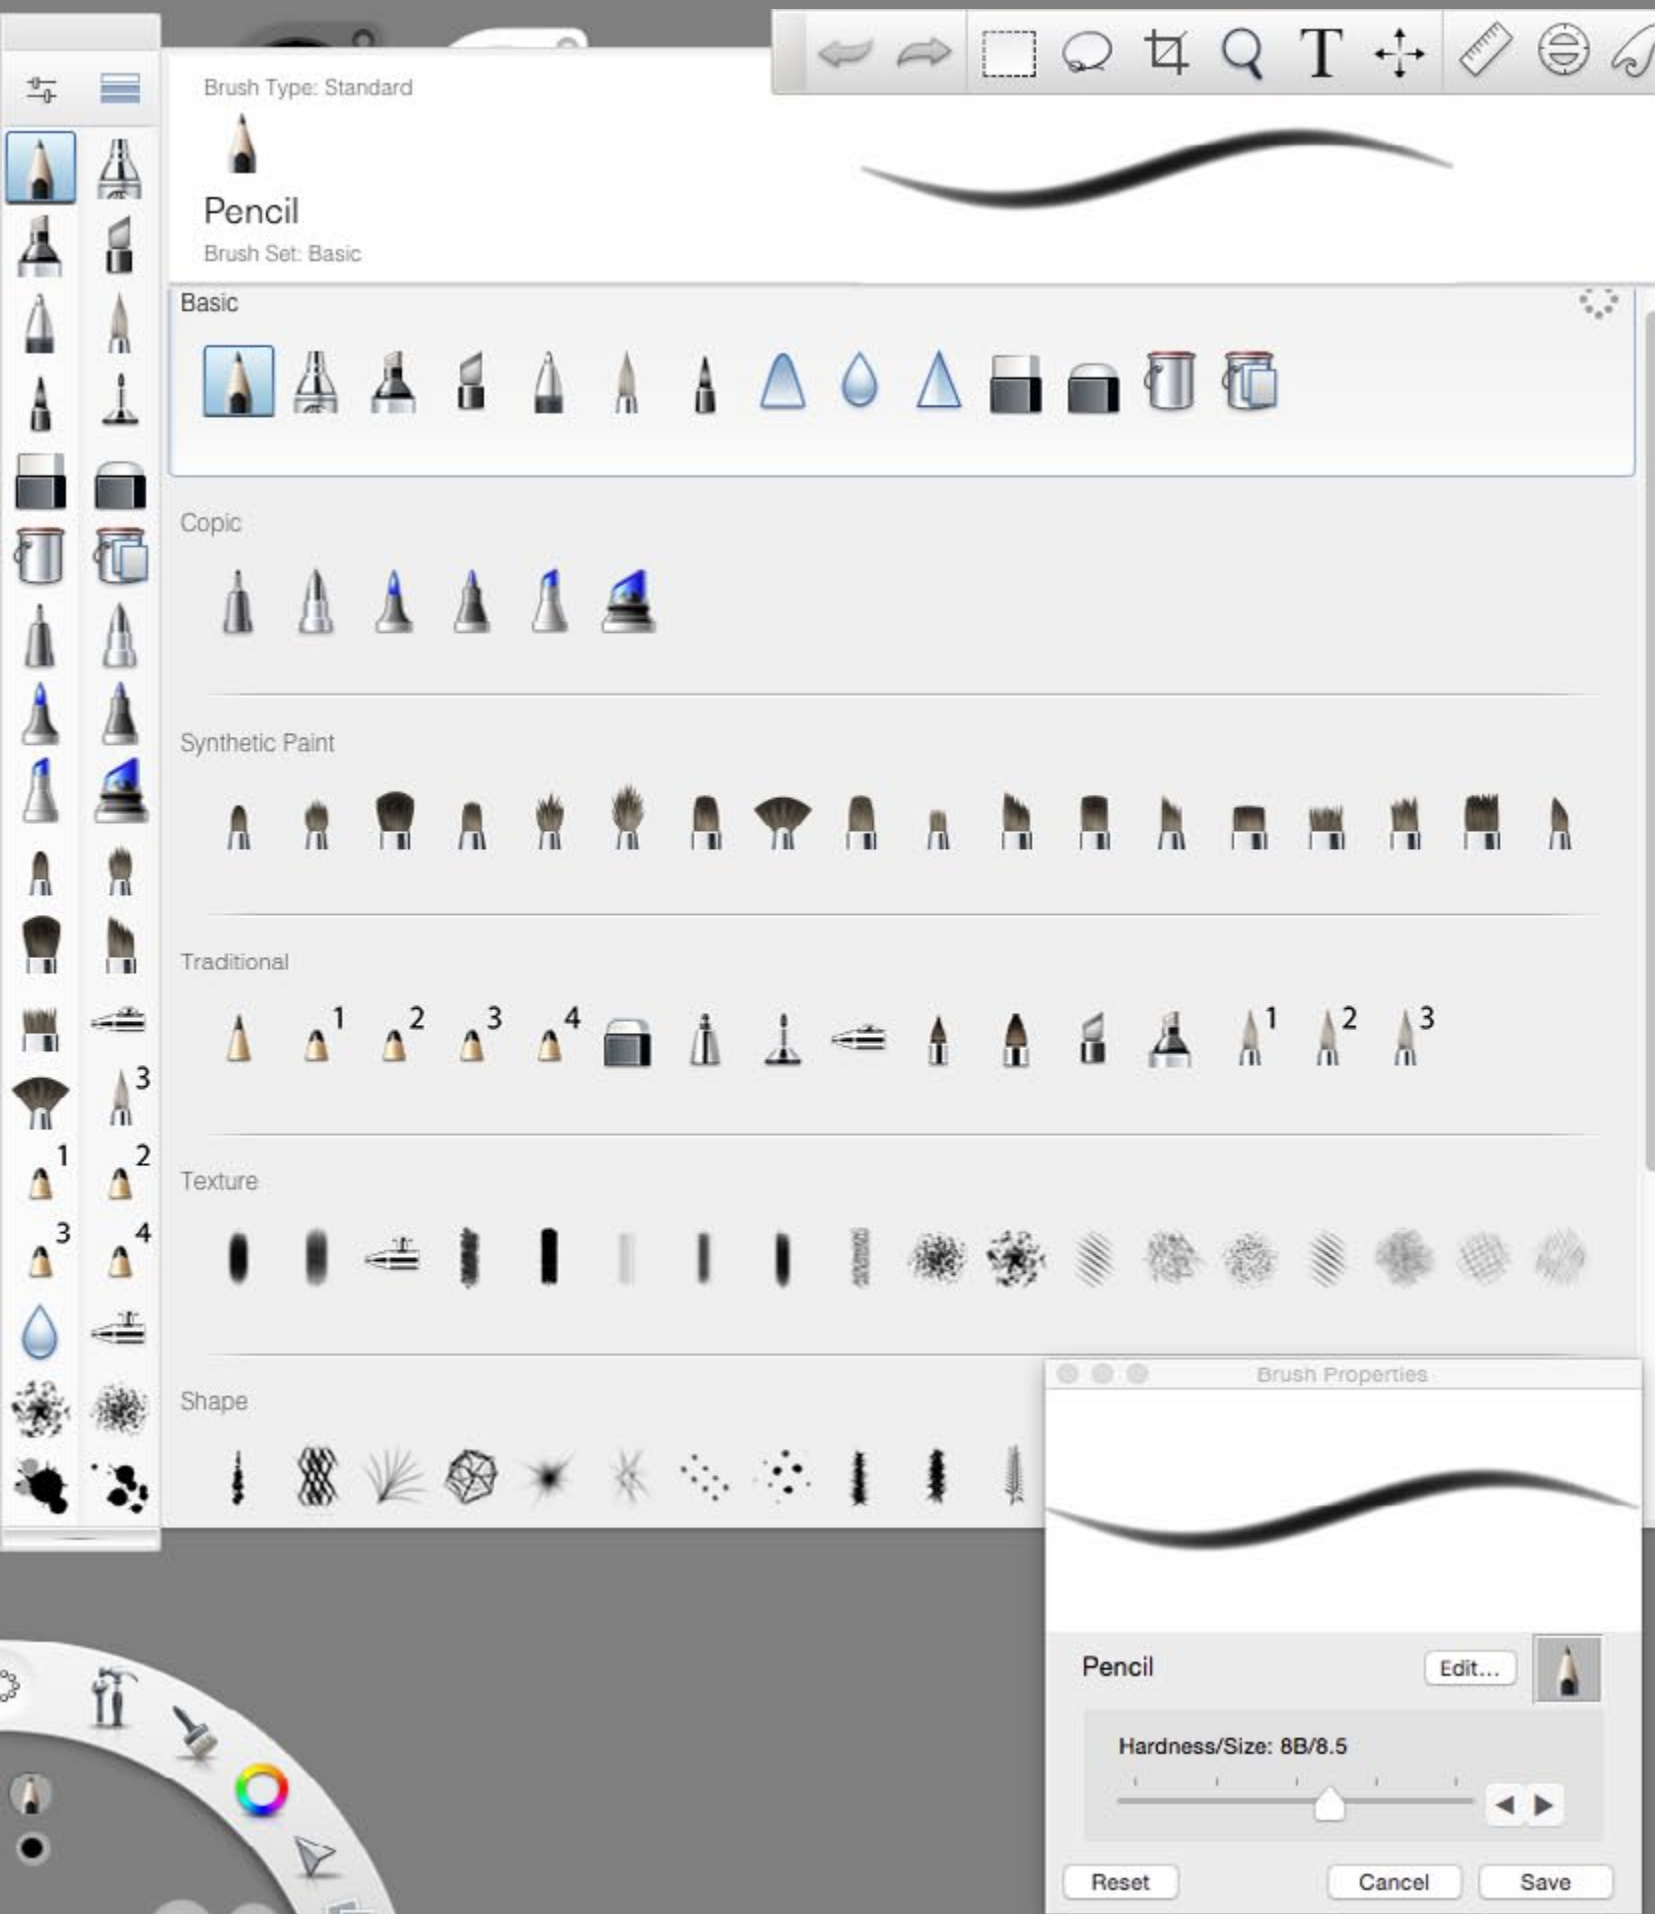 T
Brush Type: Standard
Pencil
Brush Set: Basic
Basic
Copic
Synthetic Paint
Traditional
1 2 3 4 1 2 3
Texture
Shape
3
1 2
3 4
Brush Properties
Pencil
Edit...
Hardness/Size: 8B/8.5
Reset Cancel Save